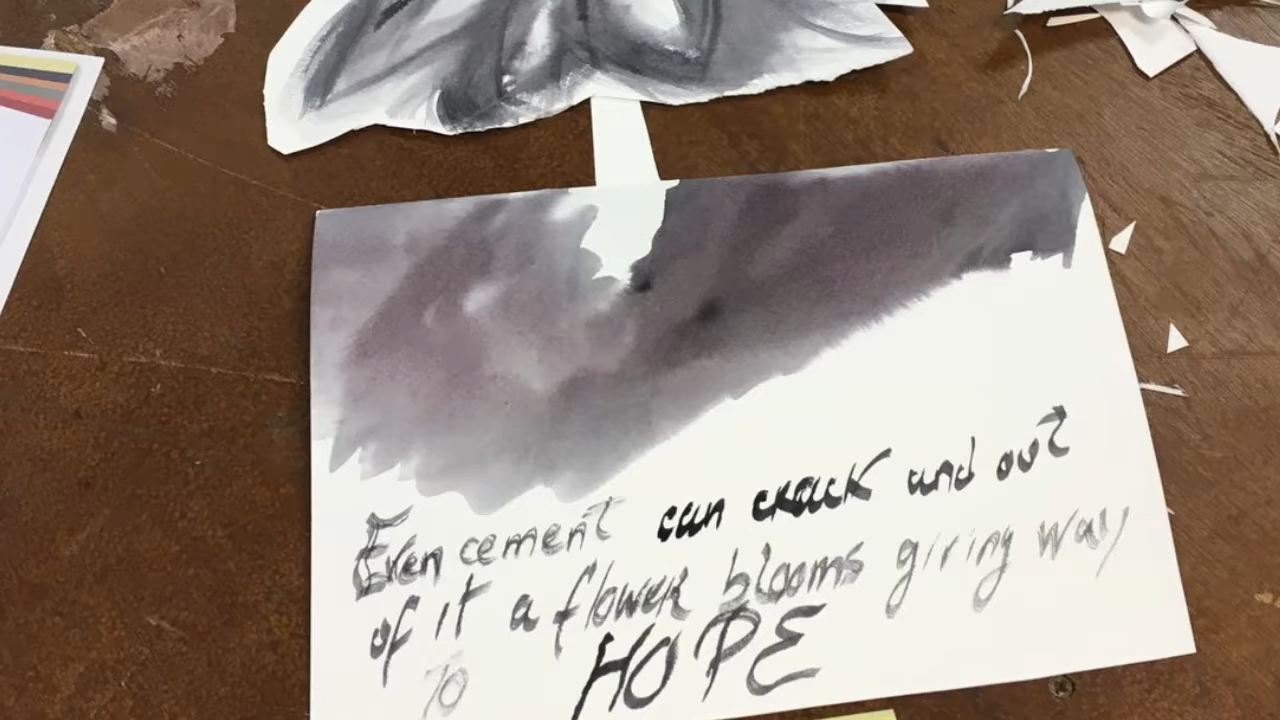 Even cement can crack and out
of it a flower blooms giving way
To HOPE